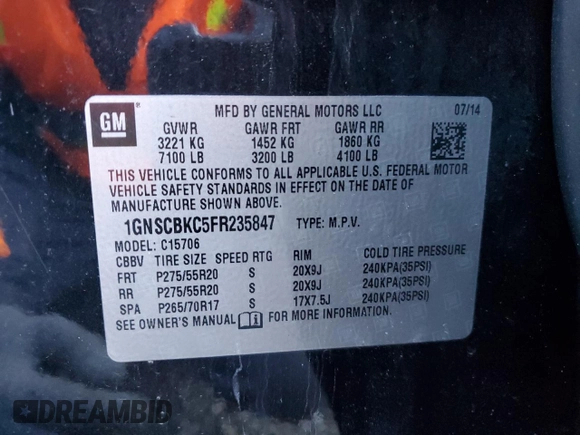 GM
MFD BY GENERAL MOTORS LLC 07/14
GVWR GAWR FRT GAWR RR
3221 KG 1452 KG 1860 KG
7100 LB 3200 LB 4100 LB
THIS VEHICLE CONFORMS TO ALL APPLICABLE U.S. FEDERAL MOTOR
VEHICLE SAFETY STANDARDS IN EFFECT ON THE DATE OF
MANUFACTURE SHOWN ABOVE.
1GNSCBKC5FR235847 TYPE: M.P.V.
MODEL: C15706
CBBV TIRE SIZE SPEED RTG RIM COLD TIRE PRESSURE
FRT P275/55R20 S 20X9J 240KPA(35PSI)
RR P275/55R20 S 20X9J 240KPA(35PSI)
SPA P265/70R17 S 17X7.5J 240KPA(35PSI)
SEE OWNER'S MANUAL FOR MORE INFORMATION.
DREAMBID